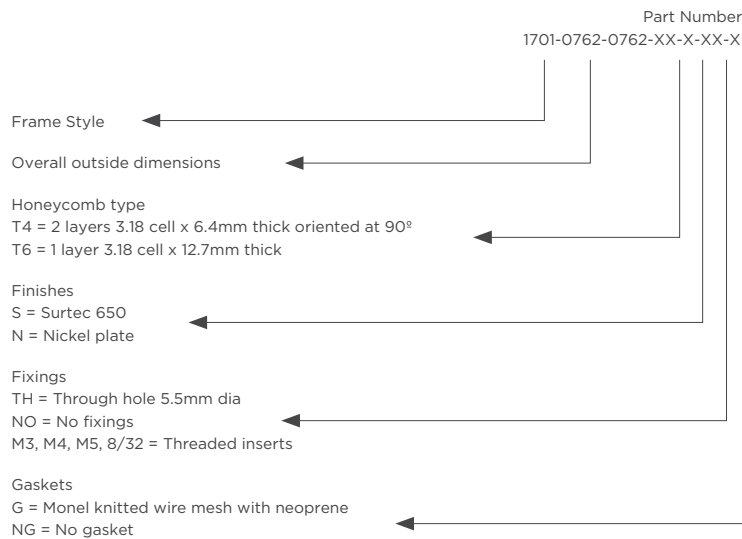 Part Number
1701-0762-0762-XX-X-XX-X
Frame Style
Overall outside dimensions
Honeycomb type
T4 = 2 layers 3.18 cell x 6.4mm thick oriented at 90º
T6 = 1 layer 3.18 cell x 12.7mm thick
Finishes
S = Surtec 650
N = Nickel plate
Fixings
TH = Through hole 5.5mm dia
NO = No fixings
M3, M4, M5, 8/32 = Threaded inserts
Gaskets
G = Monel knitted wire mesh with neoprene
NG = No gasket